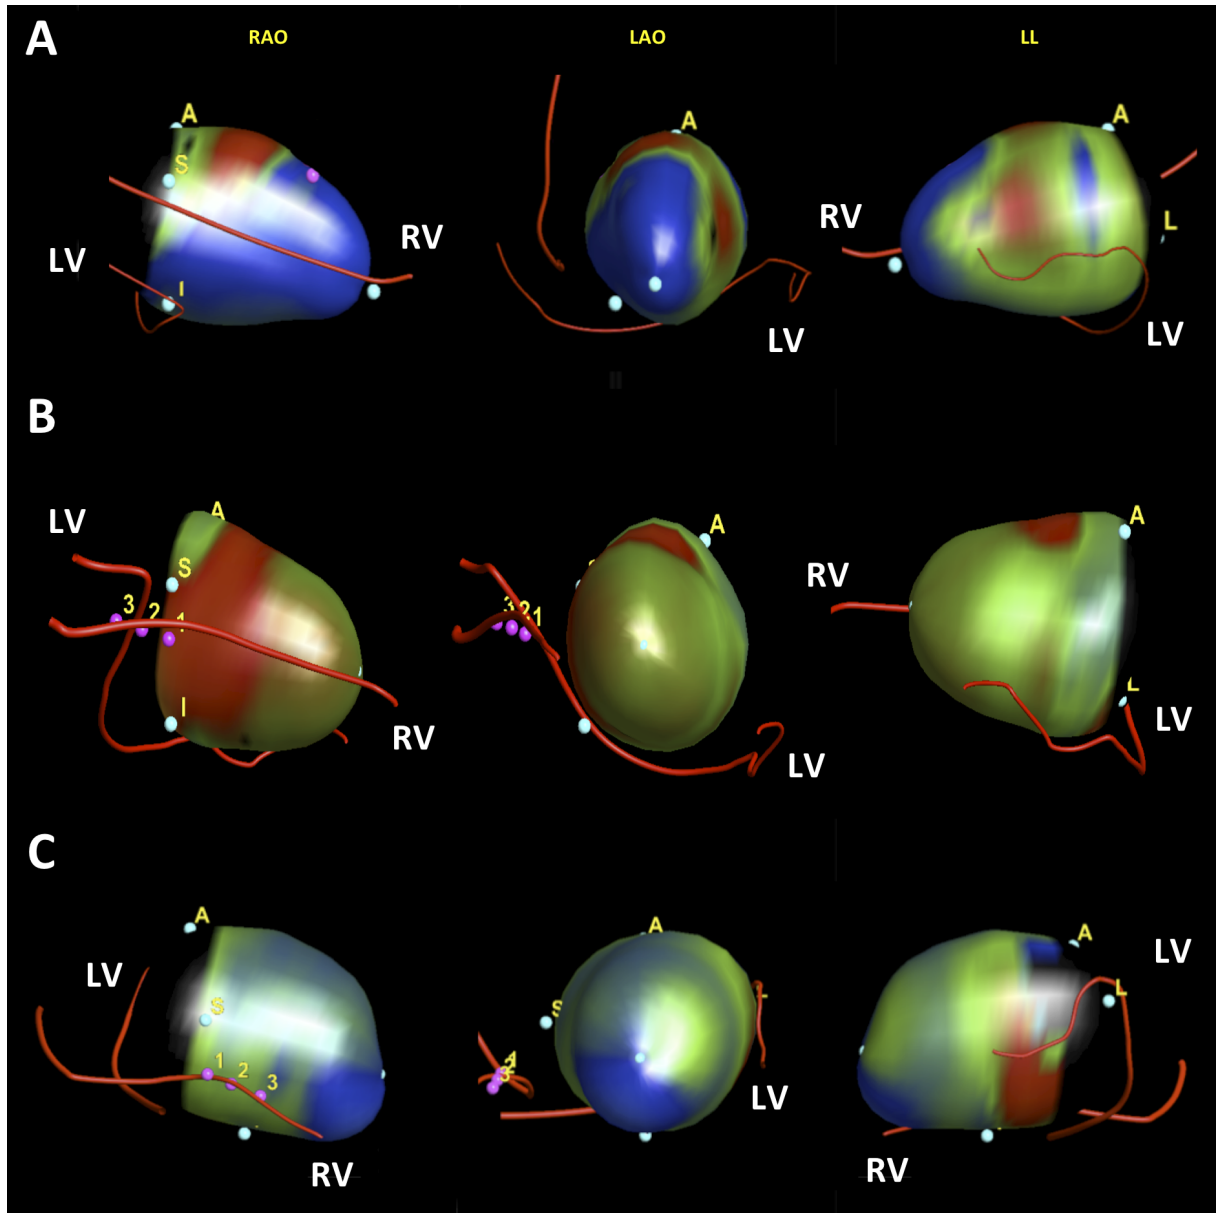 A RAO LAO LL
A A A
S
RV L
RV
LV
I
LV LV
B
LV A A A
S
RV
3 2 1 3 2 1
I L LV
RV LV
C
A A A LV
LV L
S S
1 2 3
LV
RV RV